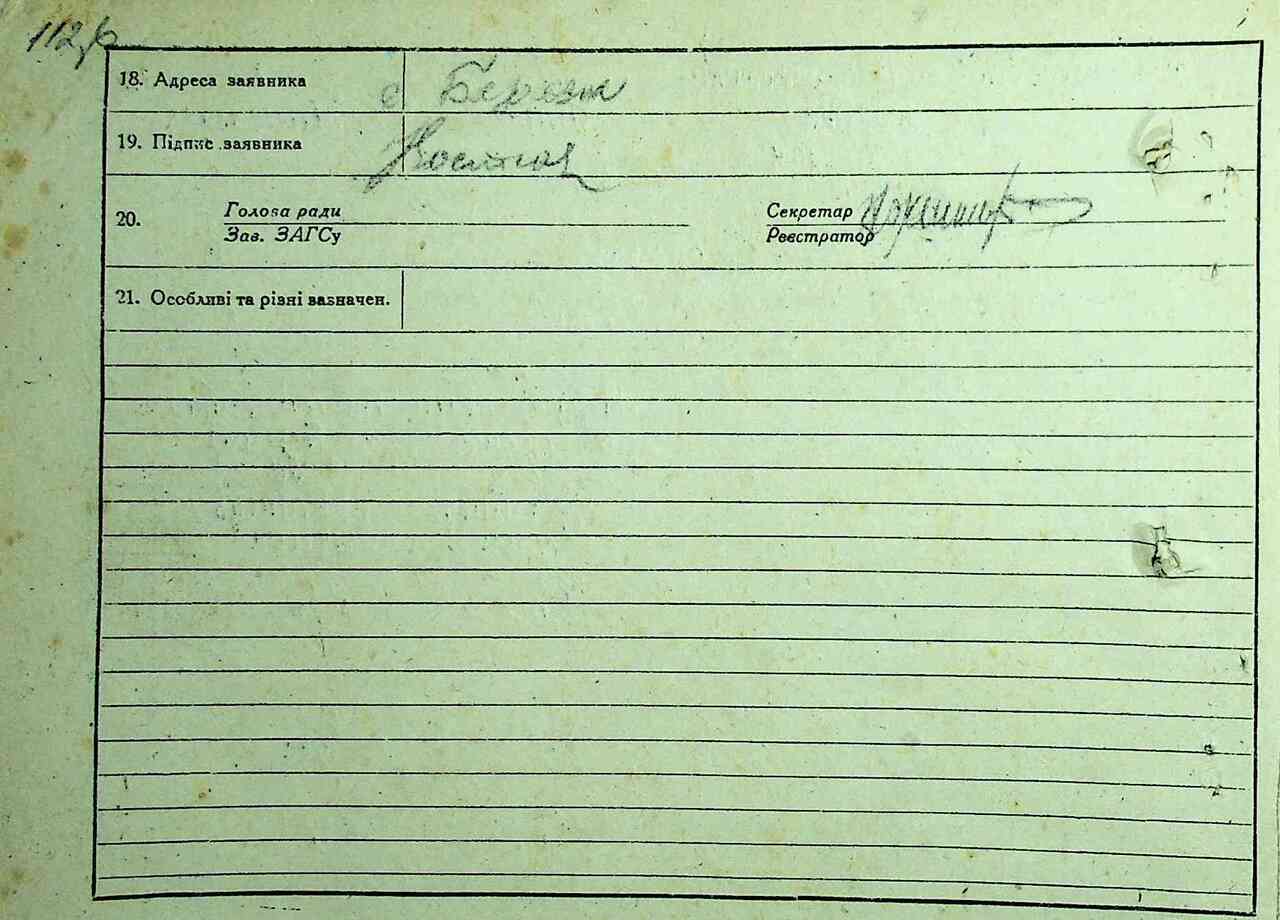 112 б
18. Адреса заявника с Берези
19. Підпис заявника
20. Голова ради Секретар
Зав. ЗАГСу Реєстратор
21. Особливі та різні зазначен.